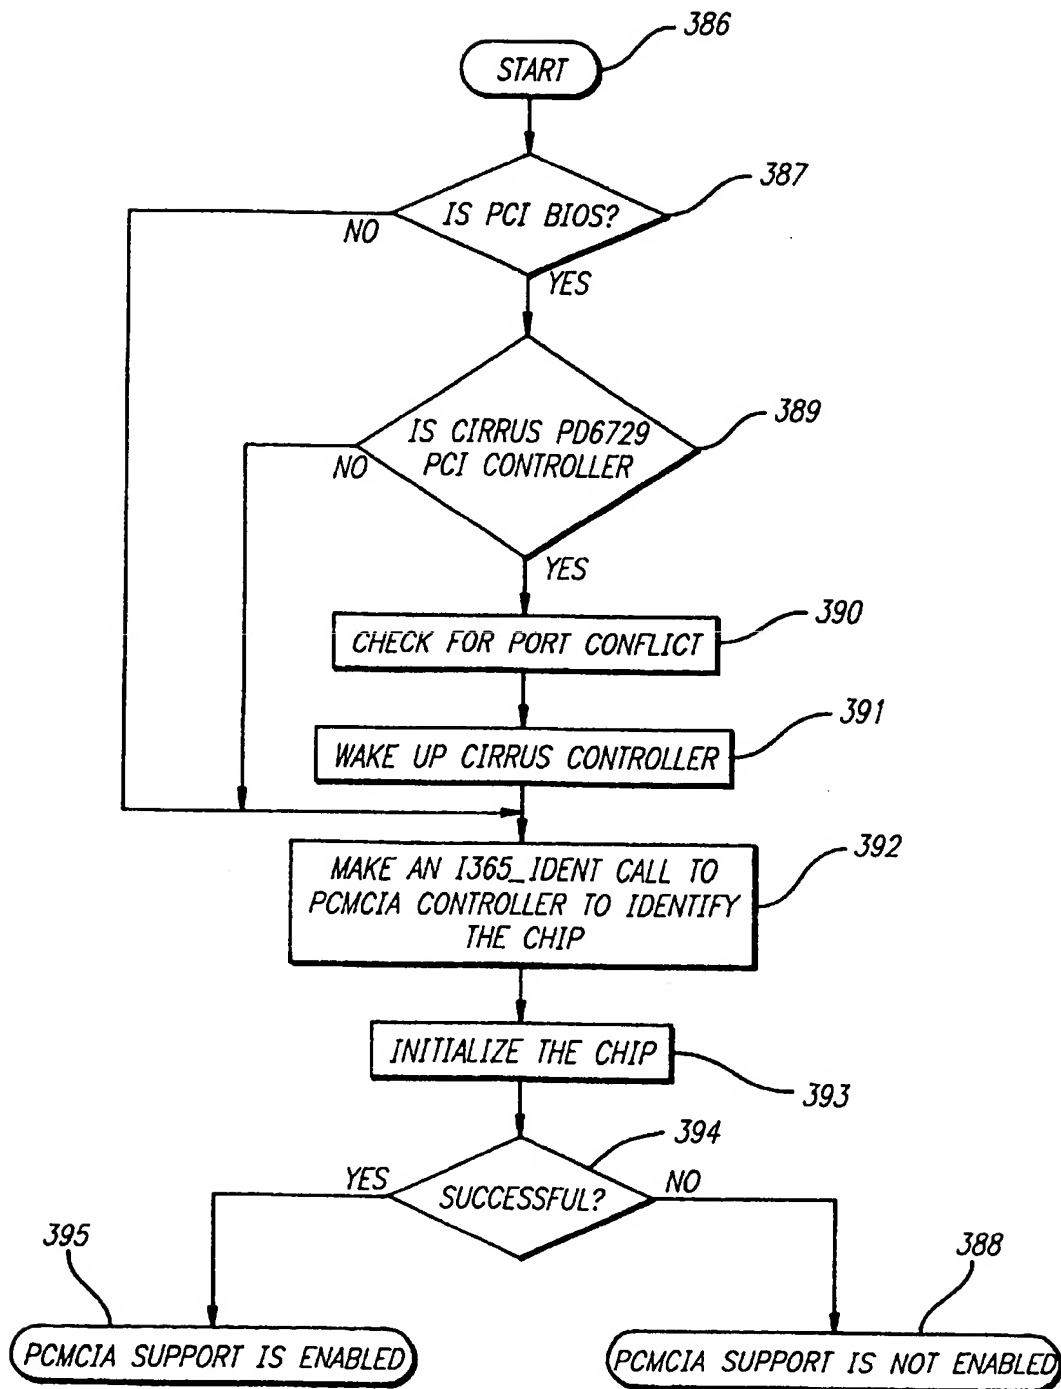 386
START
387
IS PCI BIOS?
NO
YES
389
IS CIRRUS PD6729
PCI CONTROLLER
NO
YES
390
CHECK FOR PORT CONFLICT
391
WAKE UP CIRRUS CONTROLLER
392
MAKE AN I365_IDENT CALL TO
PCMCIA CONTROLLER TO IDENTIFY
THE CHIP
INITIALIZE THE CHIP
393
394
YES
SUCCESSFUL?
NO
395
388
PCMCIA SUPPORT IS ENABLED
PCMCIA SUPPORT IS NOT ENABLED